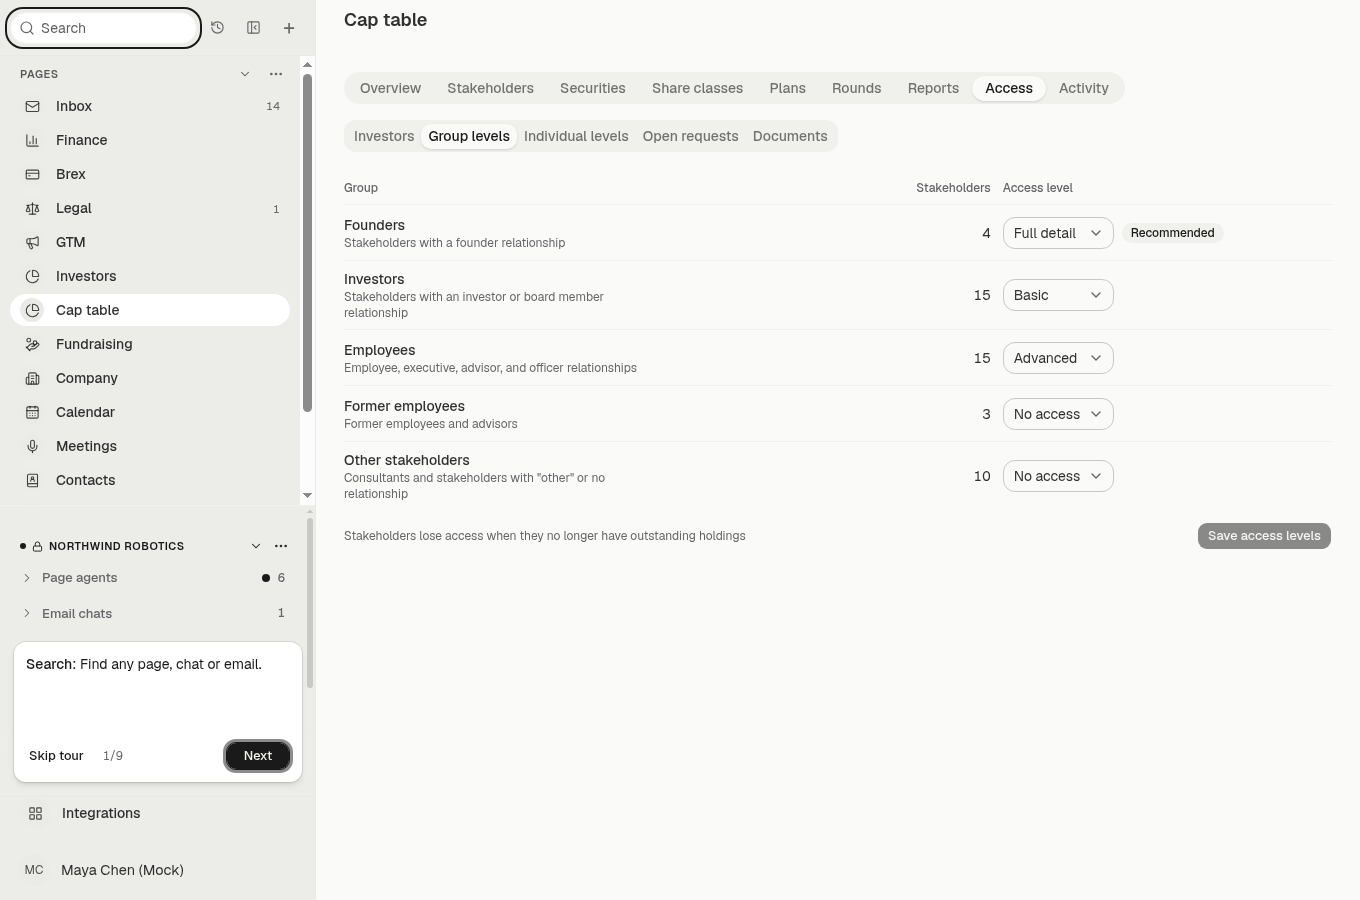 Search
PAGES
Inbox 14
Finance
Brex
Legal 1
GTM
Investors
Cap table
Fundraising
Company
Calendar
Meetings
Contacts
NORTHWIND ROBOTICS
Page agents 6
Email chats 1
Search: Find any page, chat or email.
Skip tour 1/9 Next
Integrations
MC Maya Chen (Mock)
Cap table
Overview Stakeholders Securities Share classes Plans Rounds Reports Access Activity
Investors Group levels Individual levels Open requests Documents
Group Stakeholders Access level
Founders
Stakeholders with a founder relationship
4 Full detail Recommended
Investors
Stakeholders with an investor or board member
relationship
15 Basic
Employees
Employee, executive, advisor, and officer relationships
15 Advanced
Former employees
Former employees and advisors
3 No access
Other stakeholders
Consultants and stakeholders with "other" or no
relationship
10 No access
Stakeholders lose access when they no longer have outstanding holdings
Save access levels